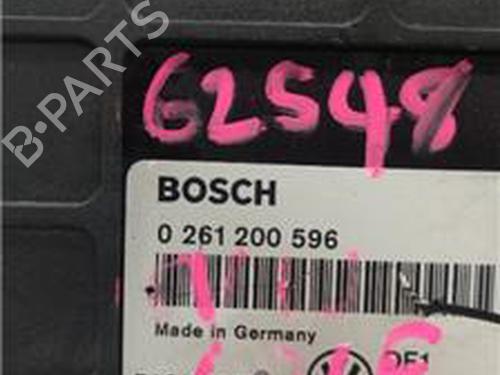 B-PARTS
62548
BOSCH
0 261 200 596
Made in Germany